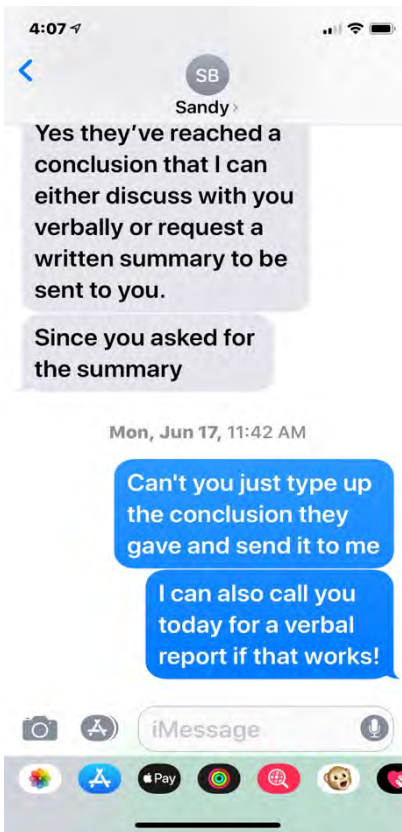 4:07
SB
Sandy
Yes they've reached a
conclusion that I can
either discuss with you
verbally or request a
written summary to be
sent to you.
Since you asked for
the summary
Mon, Jun 17, 11:42 AM
Can't you just type up
the conclusion they
gave and send it to me
I can also call you
today for a verbal
report if that works!
iMessage
Pay